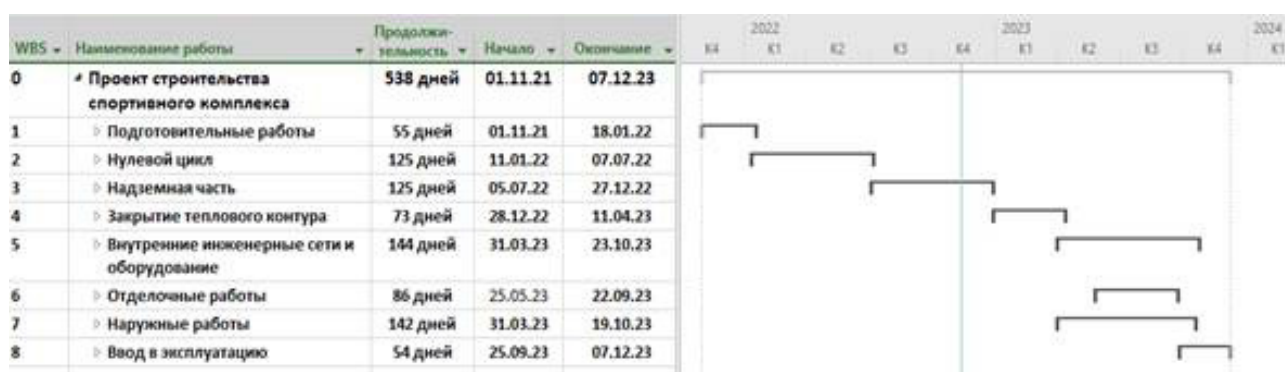 2022 2023 2024
WBS Наименование работы Продолжи-
тельность Начало Окончание К4 К1 К2 К3 К4 К1 К2 К3 К4 К1
0 Проект строительства 538 дней 01.11.21 07.12.23
спортивного комплекса
1 Подготовительные работы 55 дней 01.11.21 18.01.22
2 Нулевой цикл 125 дней 11.01.22 07.07.22
3 Надземная часть 125 дней 05.07.22 27.12.22
4 Закрытие теплового контура 73 дней 28.12.22 11.04.23
5 Внутренние инженерные сети и 144 дней 31.03.23 23.10.23
оборудование
6 Отделочные работы 86 дней 25.05.23 22.09.23
7 Наружные работы 142 дней 31.03.23 19.10.23
8 Ввод в эксплуатацию 54 дней 25.09.23 07.12.23